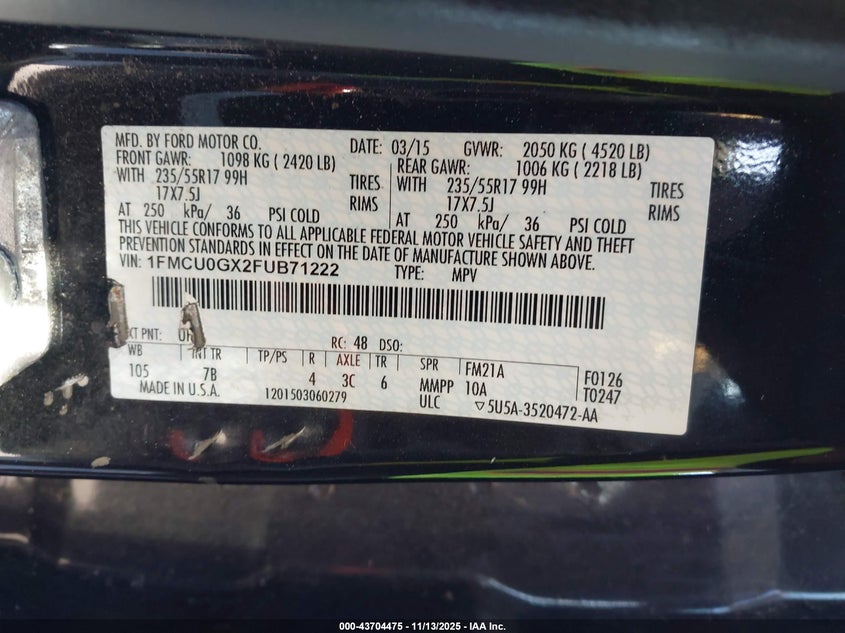 MFD. BY FORD MOTOR CO.
DATE: 03/15 GVWR: 2050 KG ( 4520 LB)
FRONT GAWR: 1098 KG ( 2420 LB) REAR GAWR: 1006 KG ( 2218 LB)
WITH 235/55R17 99H TIRES WITH 235/55R17 99H TIRES
17X7.5J RIMS 17X7.5J RIMS
AT 250 kPa/ 36 PSI COLD AT 250 kPa/ 36 PSI COLD
THIS VEHICLE CONFORMS TO ALL APPLICABLE FEDERAL MOTOR VEHICLE SAFETY AND THEFT
PREVENTION STANDARDS IN EFFECT ON THE DATE OF MANUFACTURE SHOWN ABOVE.
VIN: 1FMCU0GX2FUB71222 TYPE: MPV
PNT: RC: 48 DSO:
WB INT TR TP/PS R AXLE TR SPR FM21A F0126
105 7B 4 3C 6 MMPP 10A T0247
MADE IN U.S.A. 1201503060279 ULC ▽5U5A-3520472-AA
000-43704475 - 11/13/2025 - IAA Inc.